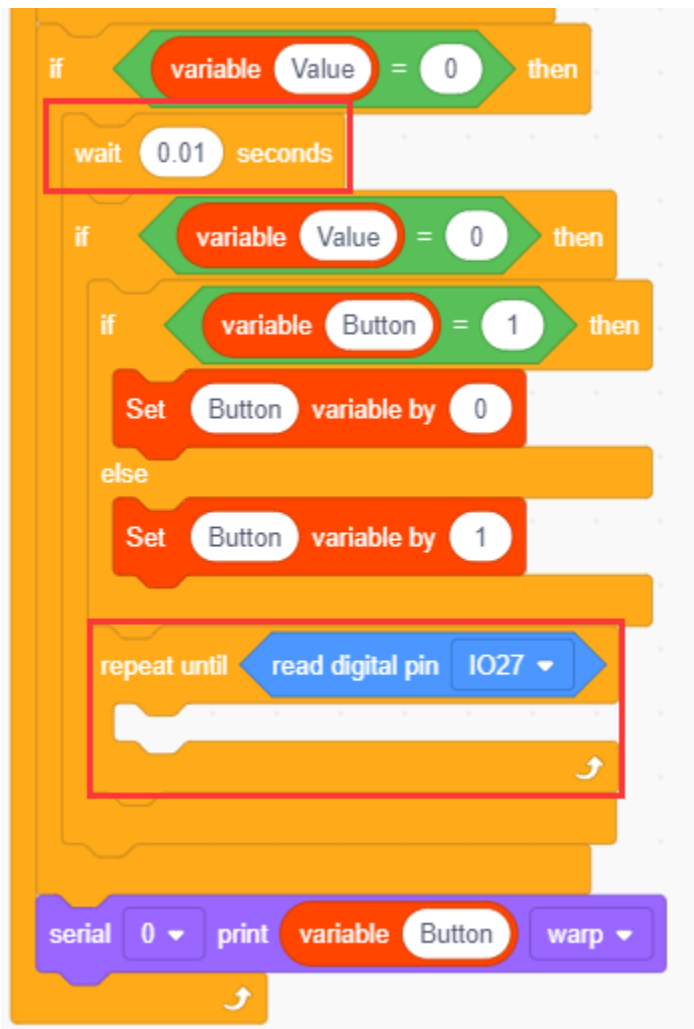 if variable Value = 0 then
wait 0.01 seconds
if variable Value = 0 then
if variable Button = 1 then
Set Button variable by 0
else
Set Button variable by 1
repeat until read digital pin IO27
serial 0 print variable Button warp